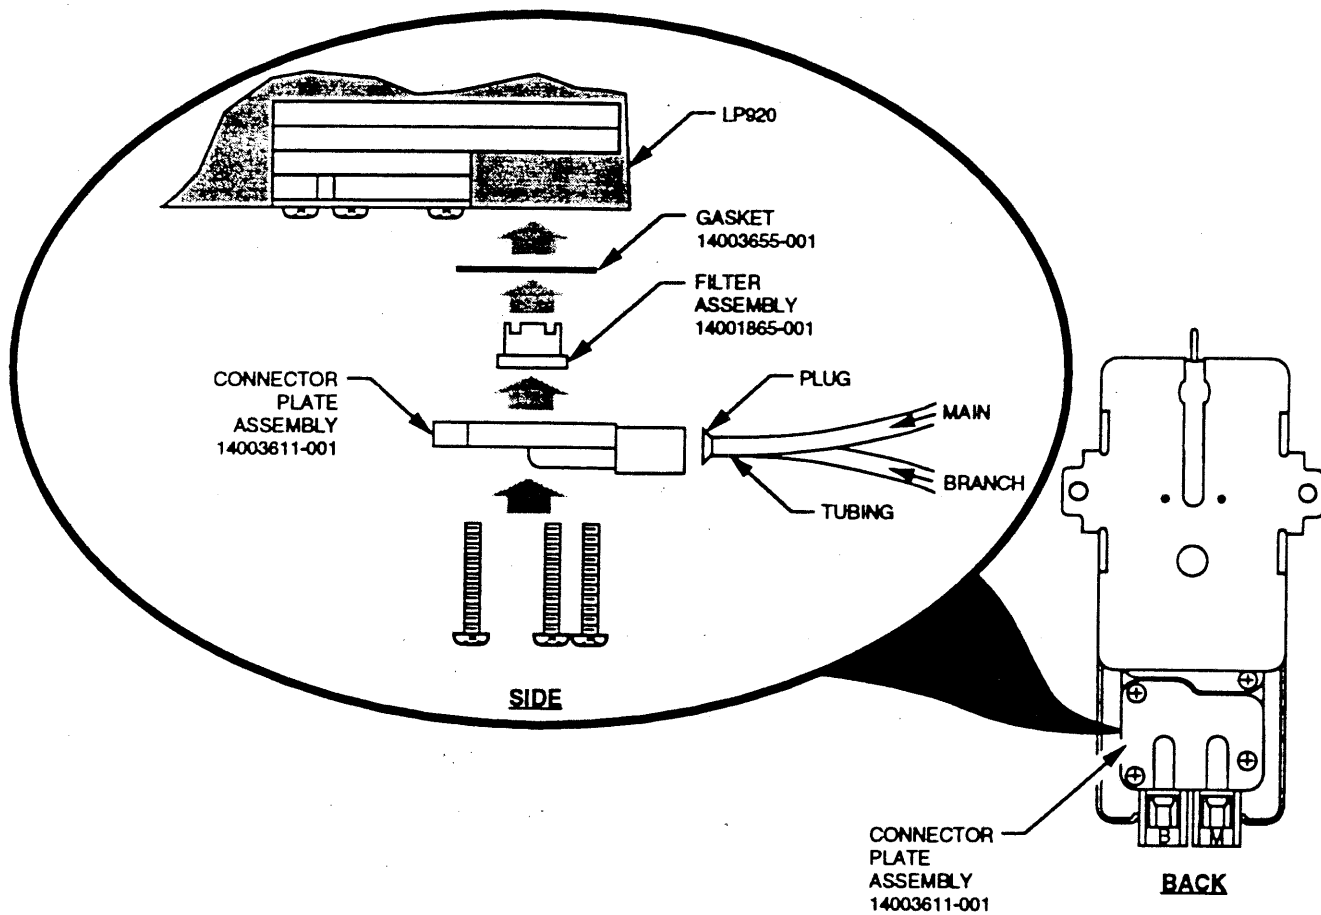 LP920
GASKET
14003655-001
FILTER
ASSEMBLY
14001865-001
CONNECTOR
PLATE
ASSEMBLY
14003611-001
PLUG
MAIN
BRANCH
TUBING
SIDE
B M
CONNECTOR
PLATE
ASSEMBLY
14003611-001
BACK